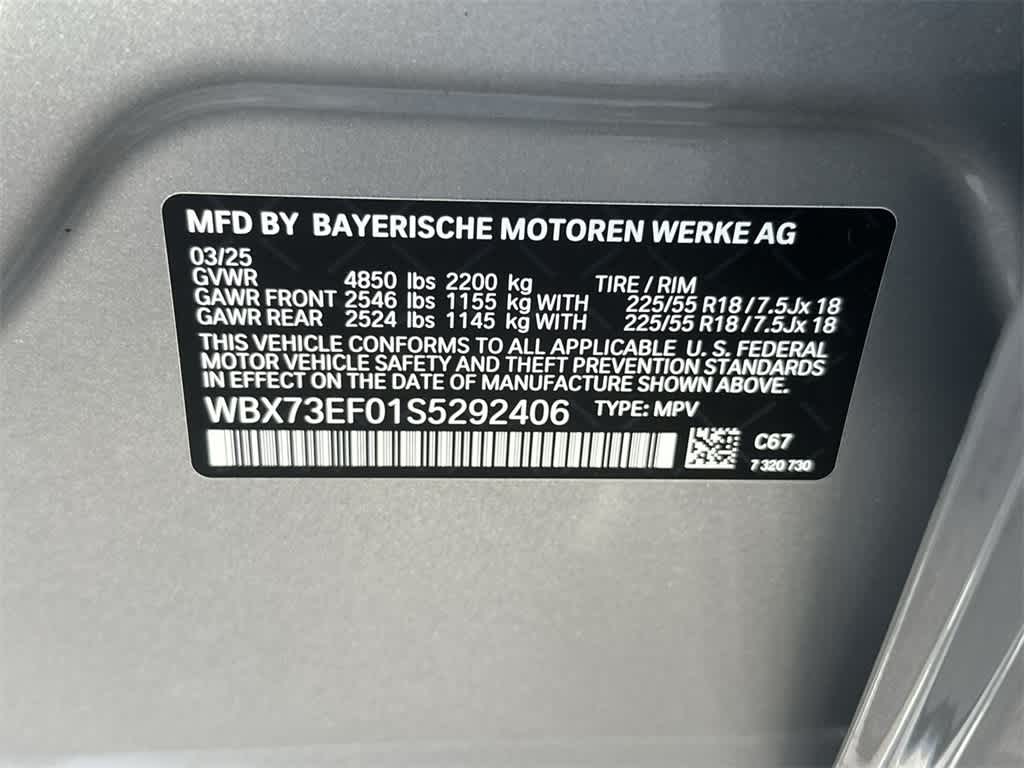 MFD BY BAYERISCHE MOTOREN WERKE AG
03/25
GVWR 4850 lbs 2200 kg TIRE / RIM
GAWR FRONT 2546 lbs 1155 kg WITH 225/55 R18 / 7.5Jx 18
GAWR REAR 2524 lbs 1145 kg WITH 225/55 R18 / 7.5Jx 18
THIS VEHICLE CONFORMS TO ALL APPLICABLE U. S. FEDERAL
MOTOR VEHICLE SAFETY AND THEFT PREVENTION STANDARDS
IN EFFECT ON THE DATE OF MANUFACTURE SHOWN ABOVE.
WBX73EF01S5292406 TYPE: MPV
C67
7 320 730